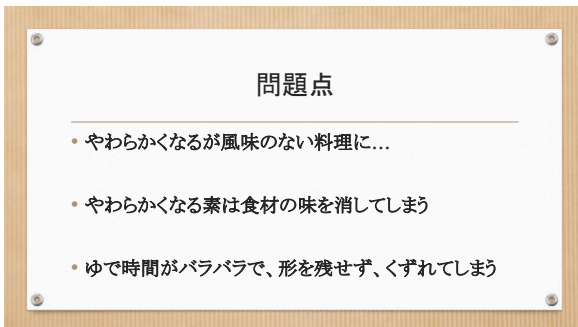 問題点
• やわらかくなるが風味のない料理に…
• やわらかくなる素は食材の味を消してしまう
• ゆで時間がバラバラで、形を残せず、くずれてしまう